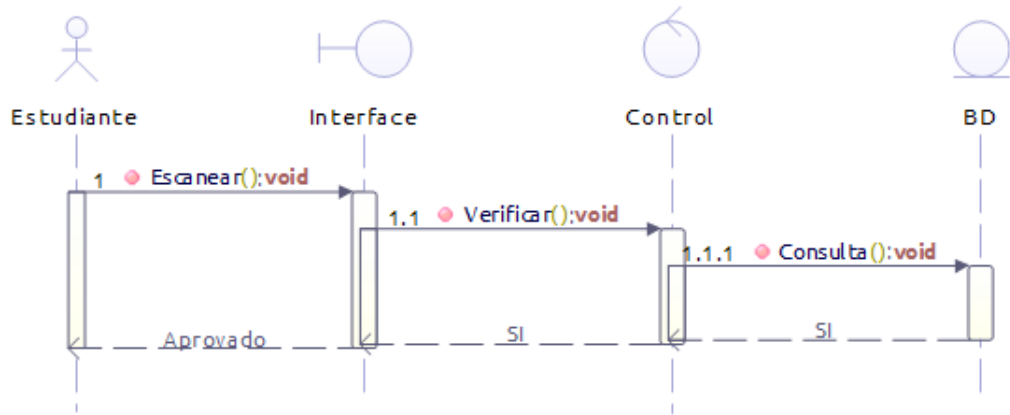 Estudiante Interface Control BD
1 Escanear():void
1.1 Verificar():void
1.1.1 Consulta():void
Aprovado SI SI